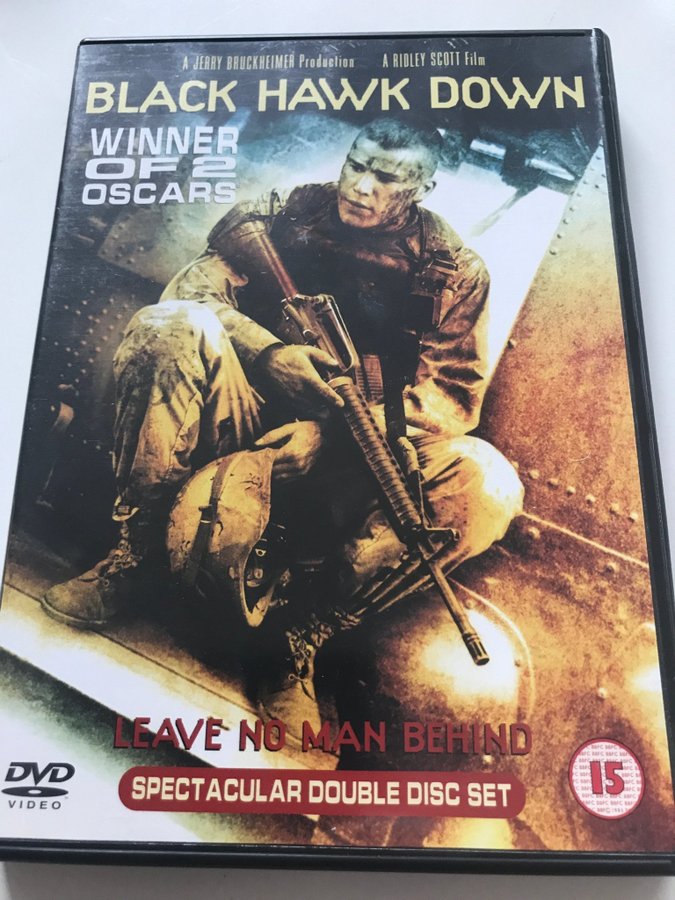 A JERRY BRUCKHEIMER Production A RIDLEY SCOTT Film
BLACK HAWK DOWN
WINNER
OF 2
OSCARS
LEAVE NO MAN BEHIND
DVD
VIDEO
SPECTACULAR DOUBLE DISC SET
15